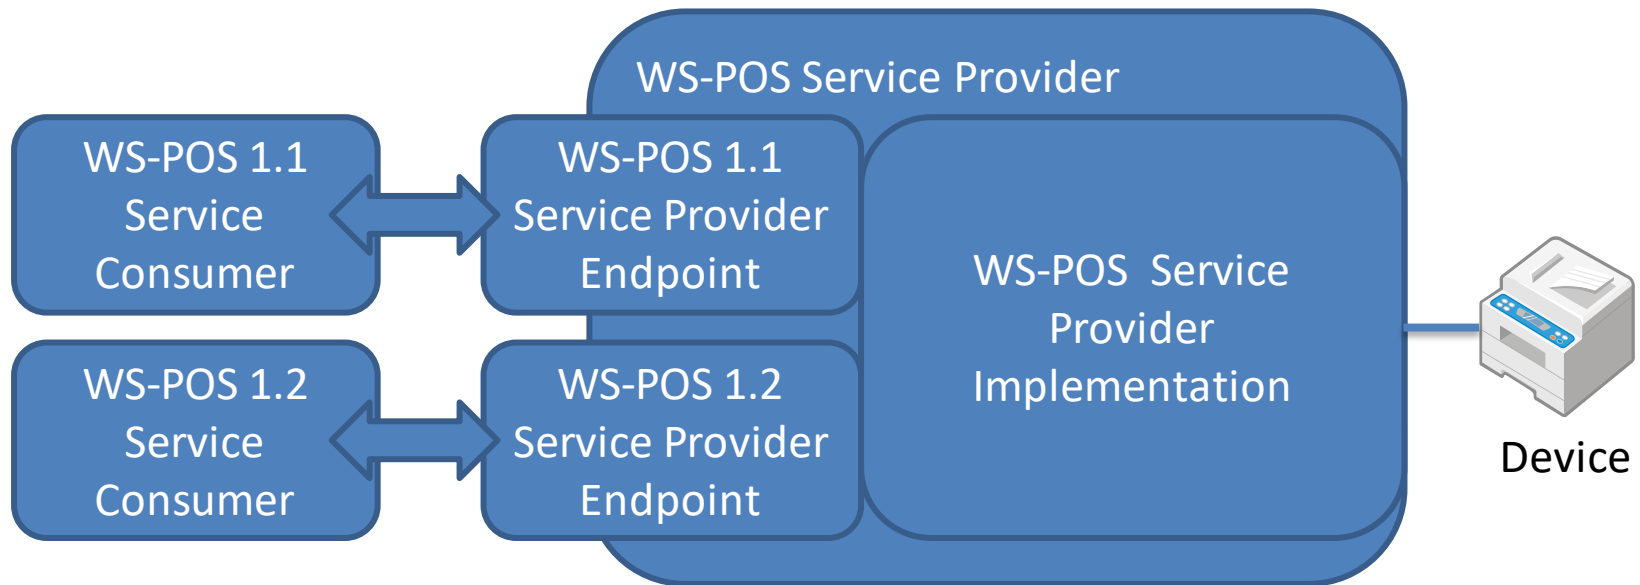 WS-POS Service Provider
WS-POS 1.1
Service
Consumer
WS-POS 1.1
Service Provider
Endpoint
WS-POS 1.2
Service
Consumer
WS-POS 1.2
Service Provider
Endpoint
WS-POS  Service
Provider
Implementation
Device